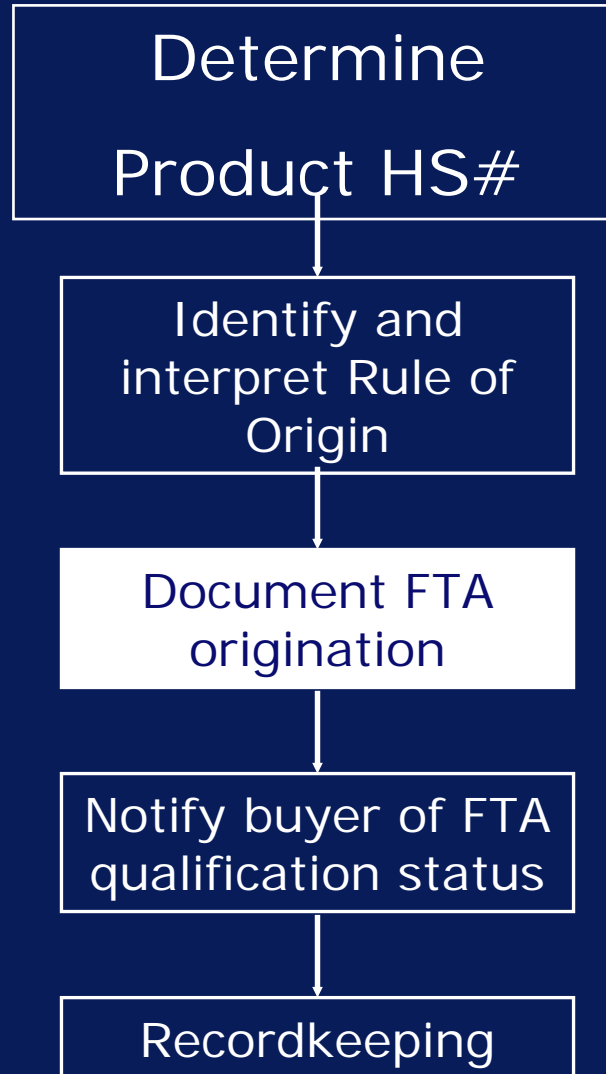 Determine
Product HS#
Identify and
interpret Rule of
Origin
Document FTA
origination
Notify buyer of FTA
qualification status
Recordkeeping